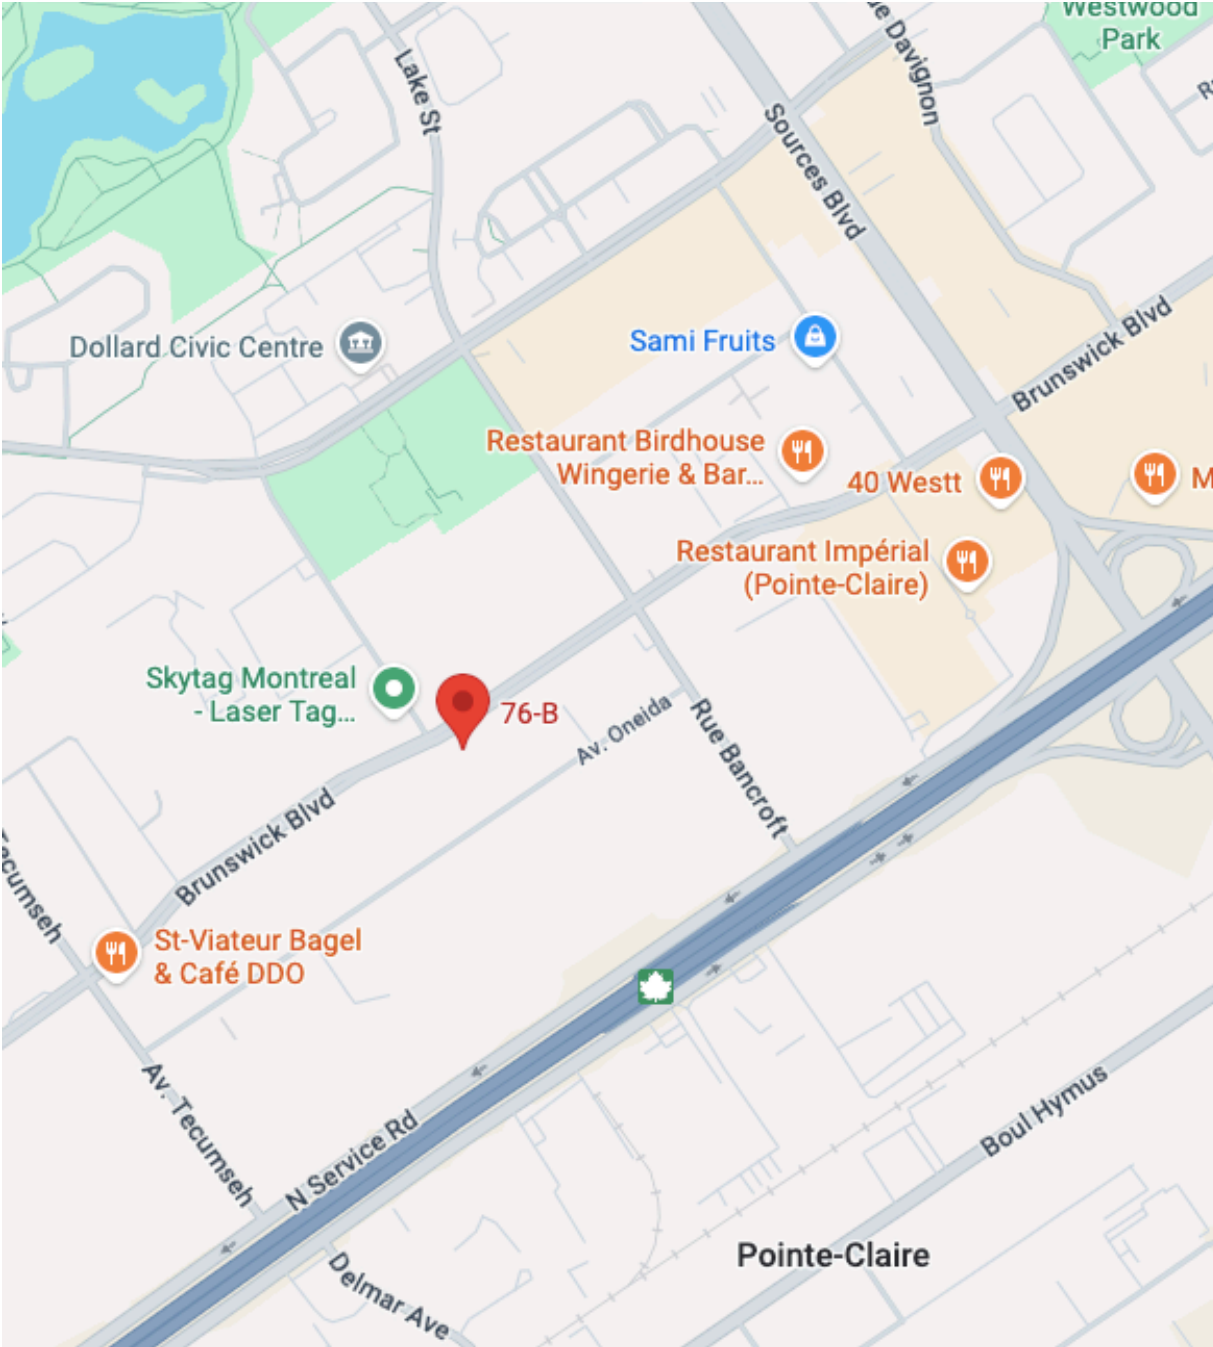 Westwood
Park
Davignon
Lake St
Sources Blvd
Dollard Civic Centre
Sami Fruits
Brunswick Blvd
Restaurant Birdhouse
Wingerie & Bar...
40 Westt
M
Restaurant Impérial
(Pointe-Claire)
Skytag Montreal
- Laser Tag...
76-B
Av. Oneida
Rue Bancroft
Brunswick Blvd
Tecumseh
St-Viateur Bagel
& Café DDO
Av. Tecumseh
N Service Rd
Boul Hymus
Pointe-Claire
Delmar Ave